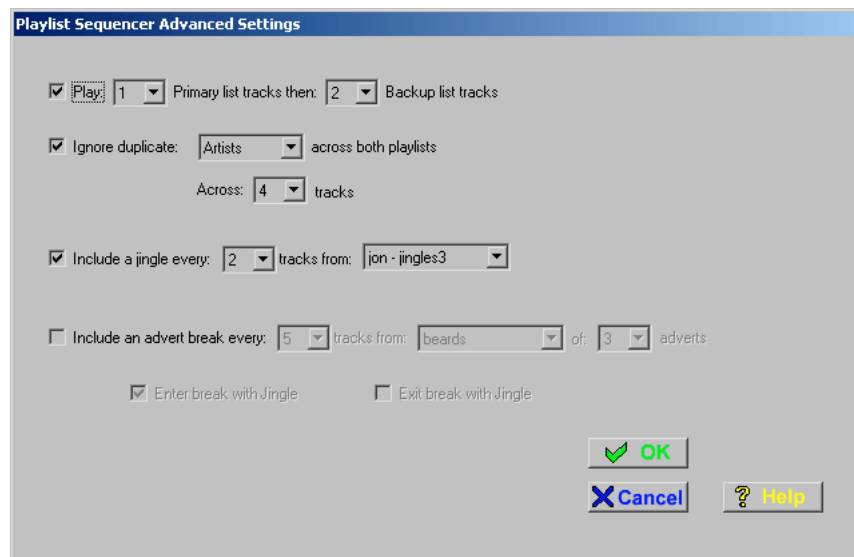 Playlist Sequencer Advanced Settings
Play: 1 Primary list tracks then: 2 Backup list tracks
Ignore duplicate: Artists across both playlists
Across: 4 tracks
Include a jingle every: 2 tracks from: jon - jingles3
Include an advert break every: 5 tracks from: beards of: 3 adverts
Enter break with Jingle Exit break with Jingle
OK
Cancel ? Help